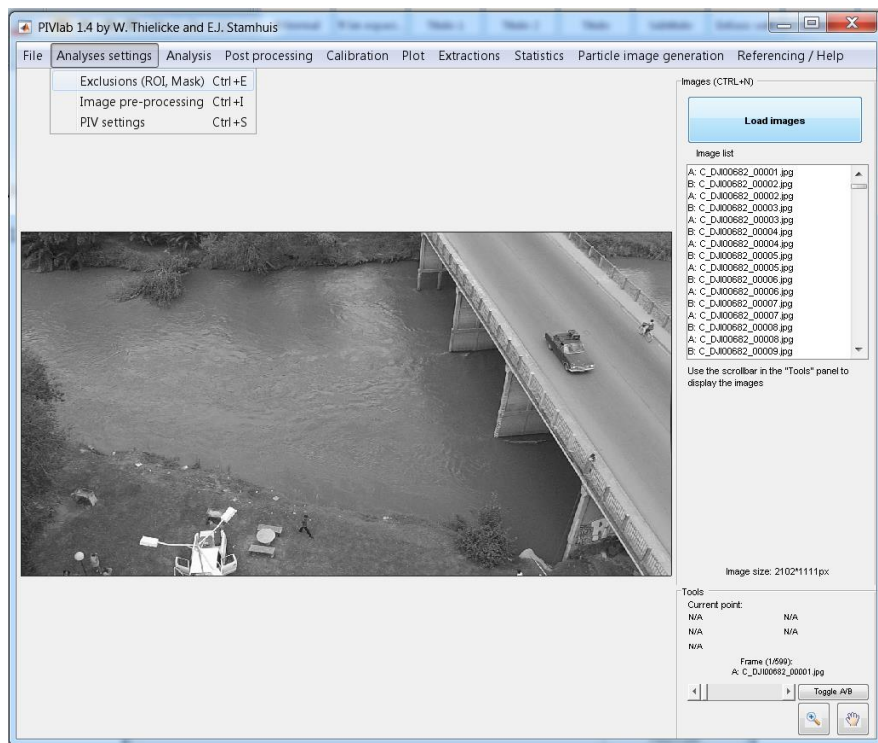 PIVlab 1.4 by W. Thielicke and E.J. Stamhuis
File Analyses settings Analysis Post processing Calibration Plot Extractions Statistics Particle image generation Referencing / Help
Exclusions (ROI, Mask) Ctrl+E
Image pre-processing Ctrl+I
PIV settings Ctrl+S
Images (CTRL+N)
Load images
Image list
A: C_DJI00682_00001.jpg
B: C_DJI00682_00002.jpg
A: C_DJI00682_00002.jpg
B: C_DJI00682_00003.jpg
A: C_DJI00682_00003.jpg
B: C_DJI00682_00004.jpg
A: C_DJI00682_00004.jpg
B: C_DJI00682_00005.jpg
A: C_DJI00682_00005.jpg
B: C_DJI00682_00006.jpg
A: C_DJI00682_00006.jpg
B: C_DJI00682_00007.jpg
A: C_DJI00682_00007.jpg
B: C_DJI00682_00008.jpg
A: C_DJI00682_00008.jpg
B: C_DJI00682_00009.jpg
Use the scrollbar in the "Tools" panel to
display the images
Image size: 2102*1111px
Tools
Current point:
N/A N/A
N/A N/A
N/A
Frame (1/599):
A: C_DJI00682_00001.jpg
Toggle A/B